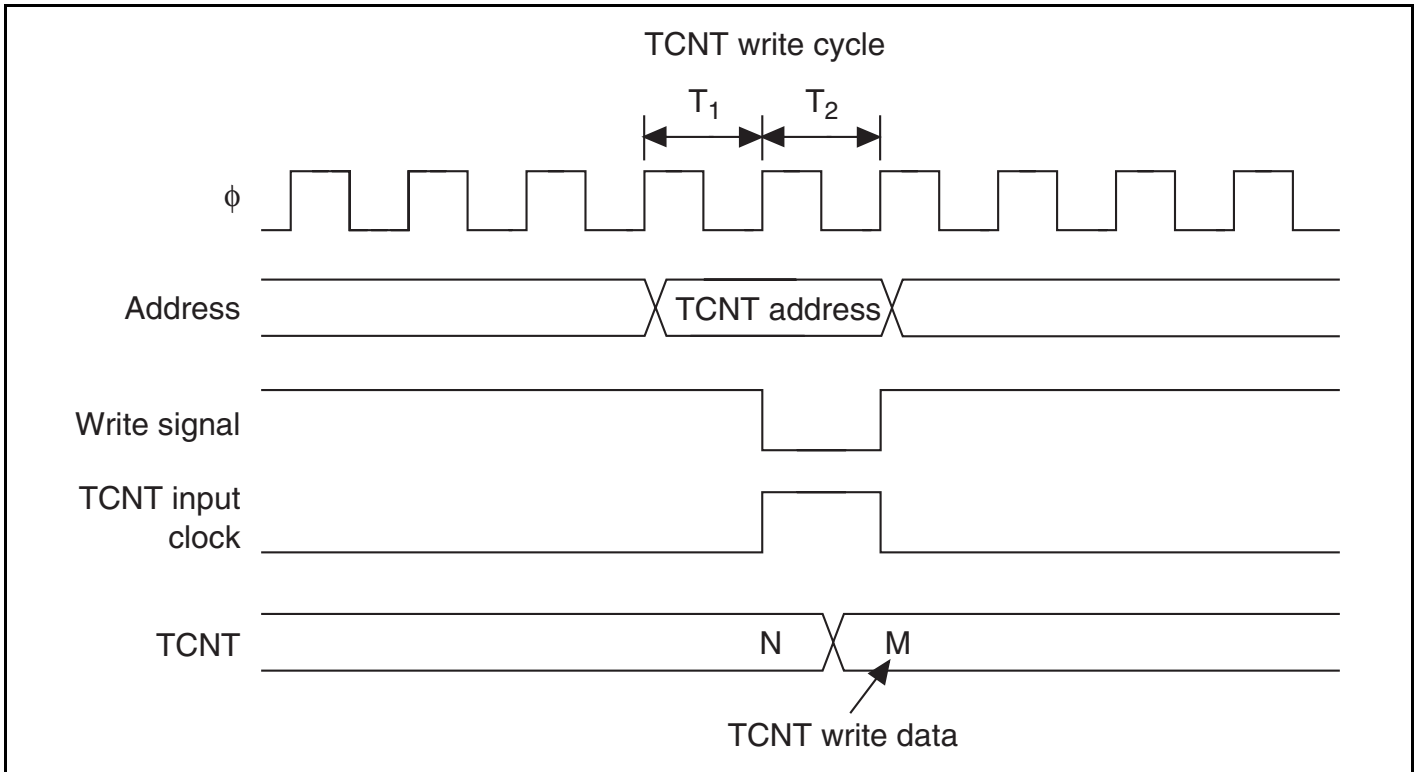 TCNT write cycle
T1 T2
ϕ
Address
TCNT address
Write signal
TCNT input
clock
TCNT
N
M
TCNT write data